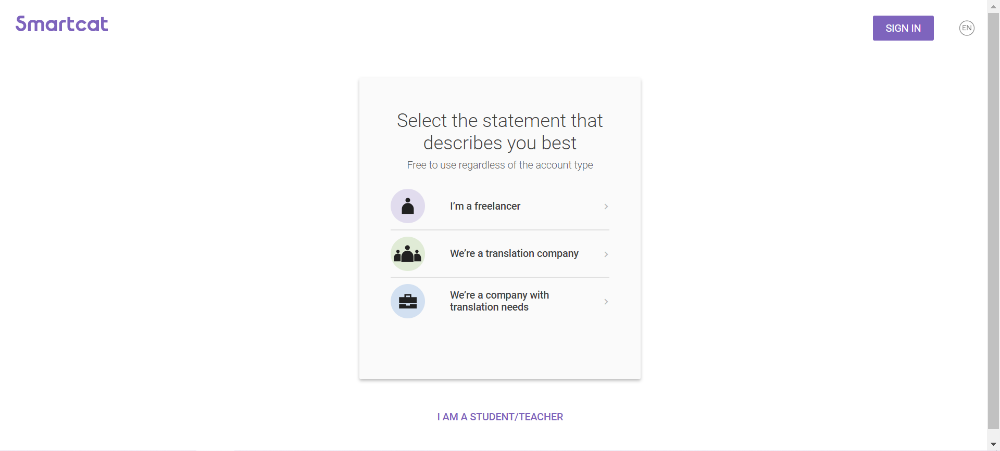 Smartcat
SIGN IN
EN
Select the statement that
describes you best
Free to use regardless of the account type
I’m a freelancer
We’re a translation company
We’re a company with
translation needs
I AM A STUDENT/TEACHER